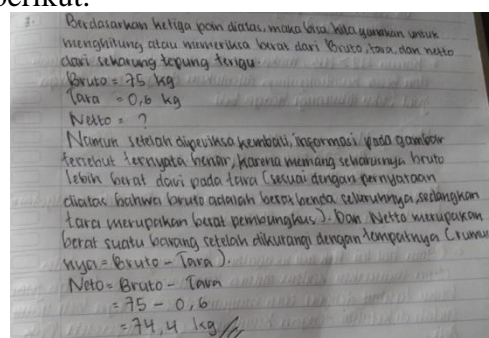 berikut.
3. Berdasarkan ketiga poin diatas, maka bisa kita gunakan untuk
menghitung atau memeriksa berat dari Bruto, tara, dan netto
dari sekarung tepung terigu.
Bruto = 75 kg
Tara = 0,6 kg
Netto = ?
Namun setelah diperiksa kembali, informasi pada gambar
tersebut ternyata benar, karena memang seharusnya bruto
lebih berat dari pada tara (sesuai dengan pernyataan
diatas bahwa bruto adalah berat benda seluruhnya, sedangkan
tara merupakan berat pembungkus). Dan Netto merupakan
berat suatu barang setelah dikurangi dengan tempatnya (rumus
nya = Bruto - Tara).
Neto = Bruto - Tara
= 75 - 0,6
= 74,4 kg //